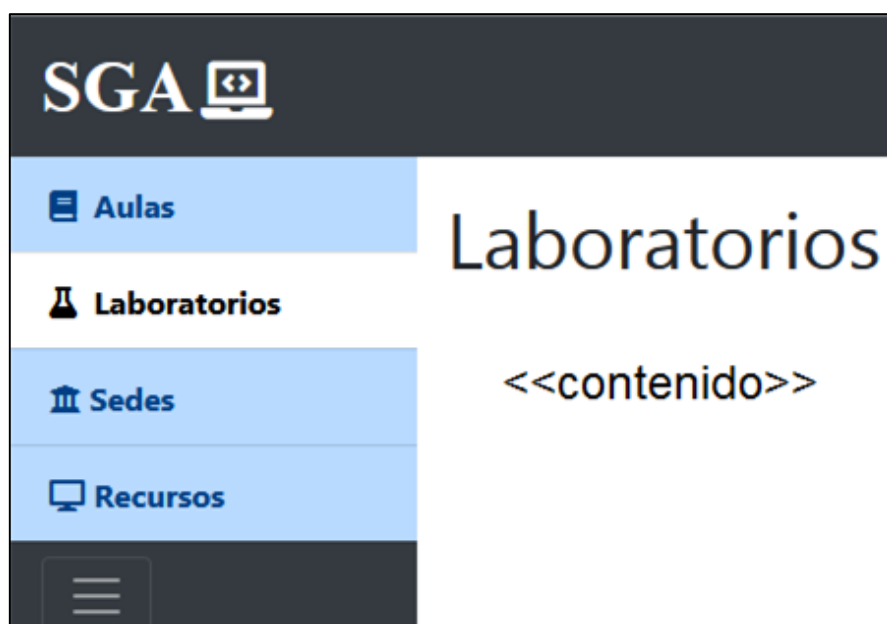 SGA
Aulas
Laboratorios
Sedes
Recursos
Laboratorios
<<contenido>>